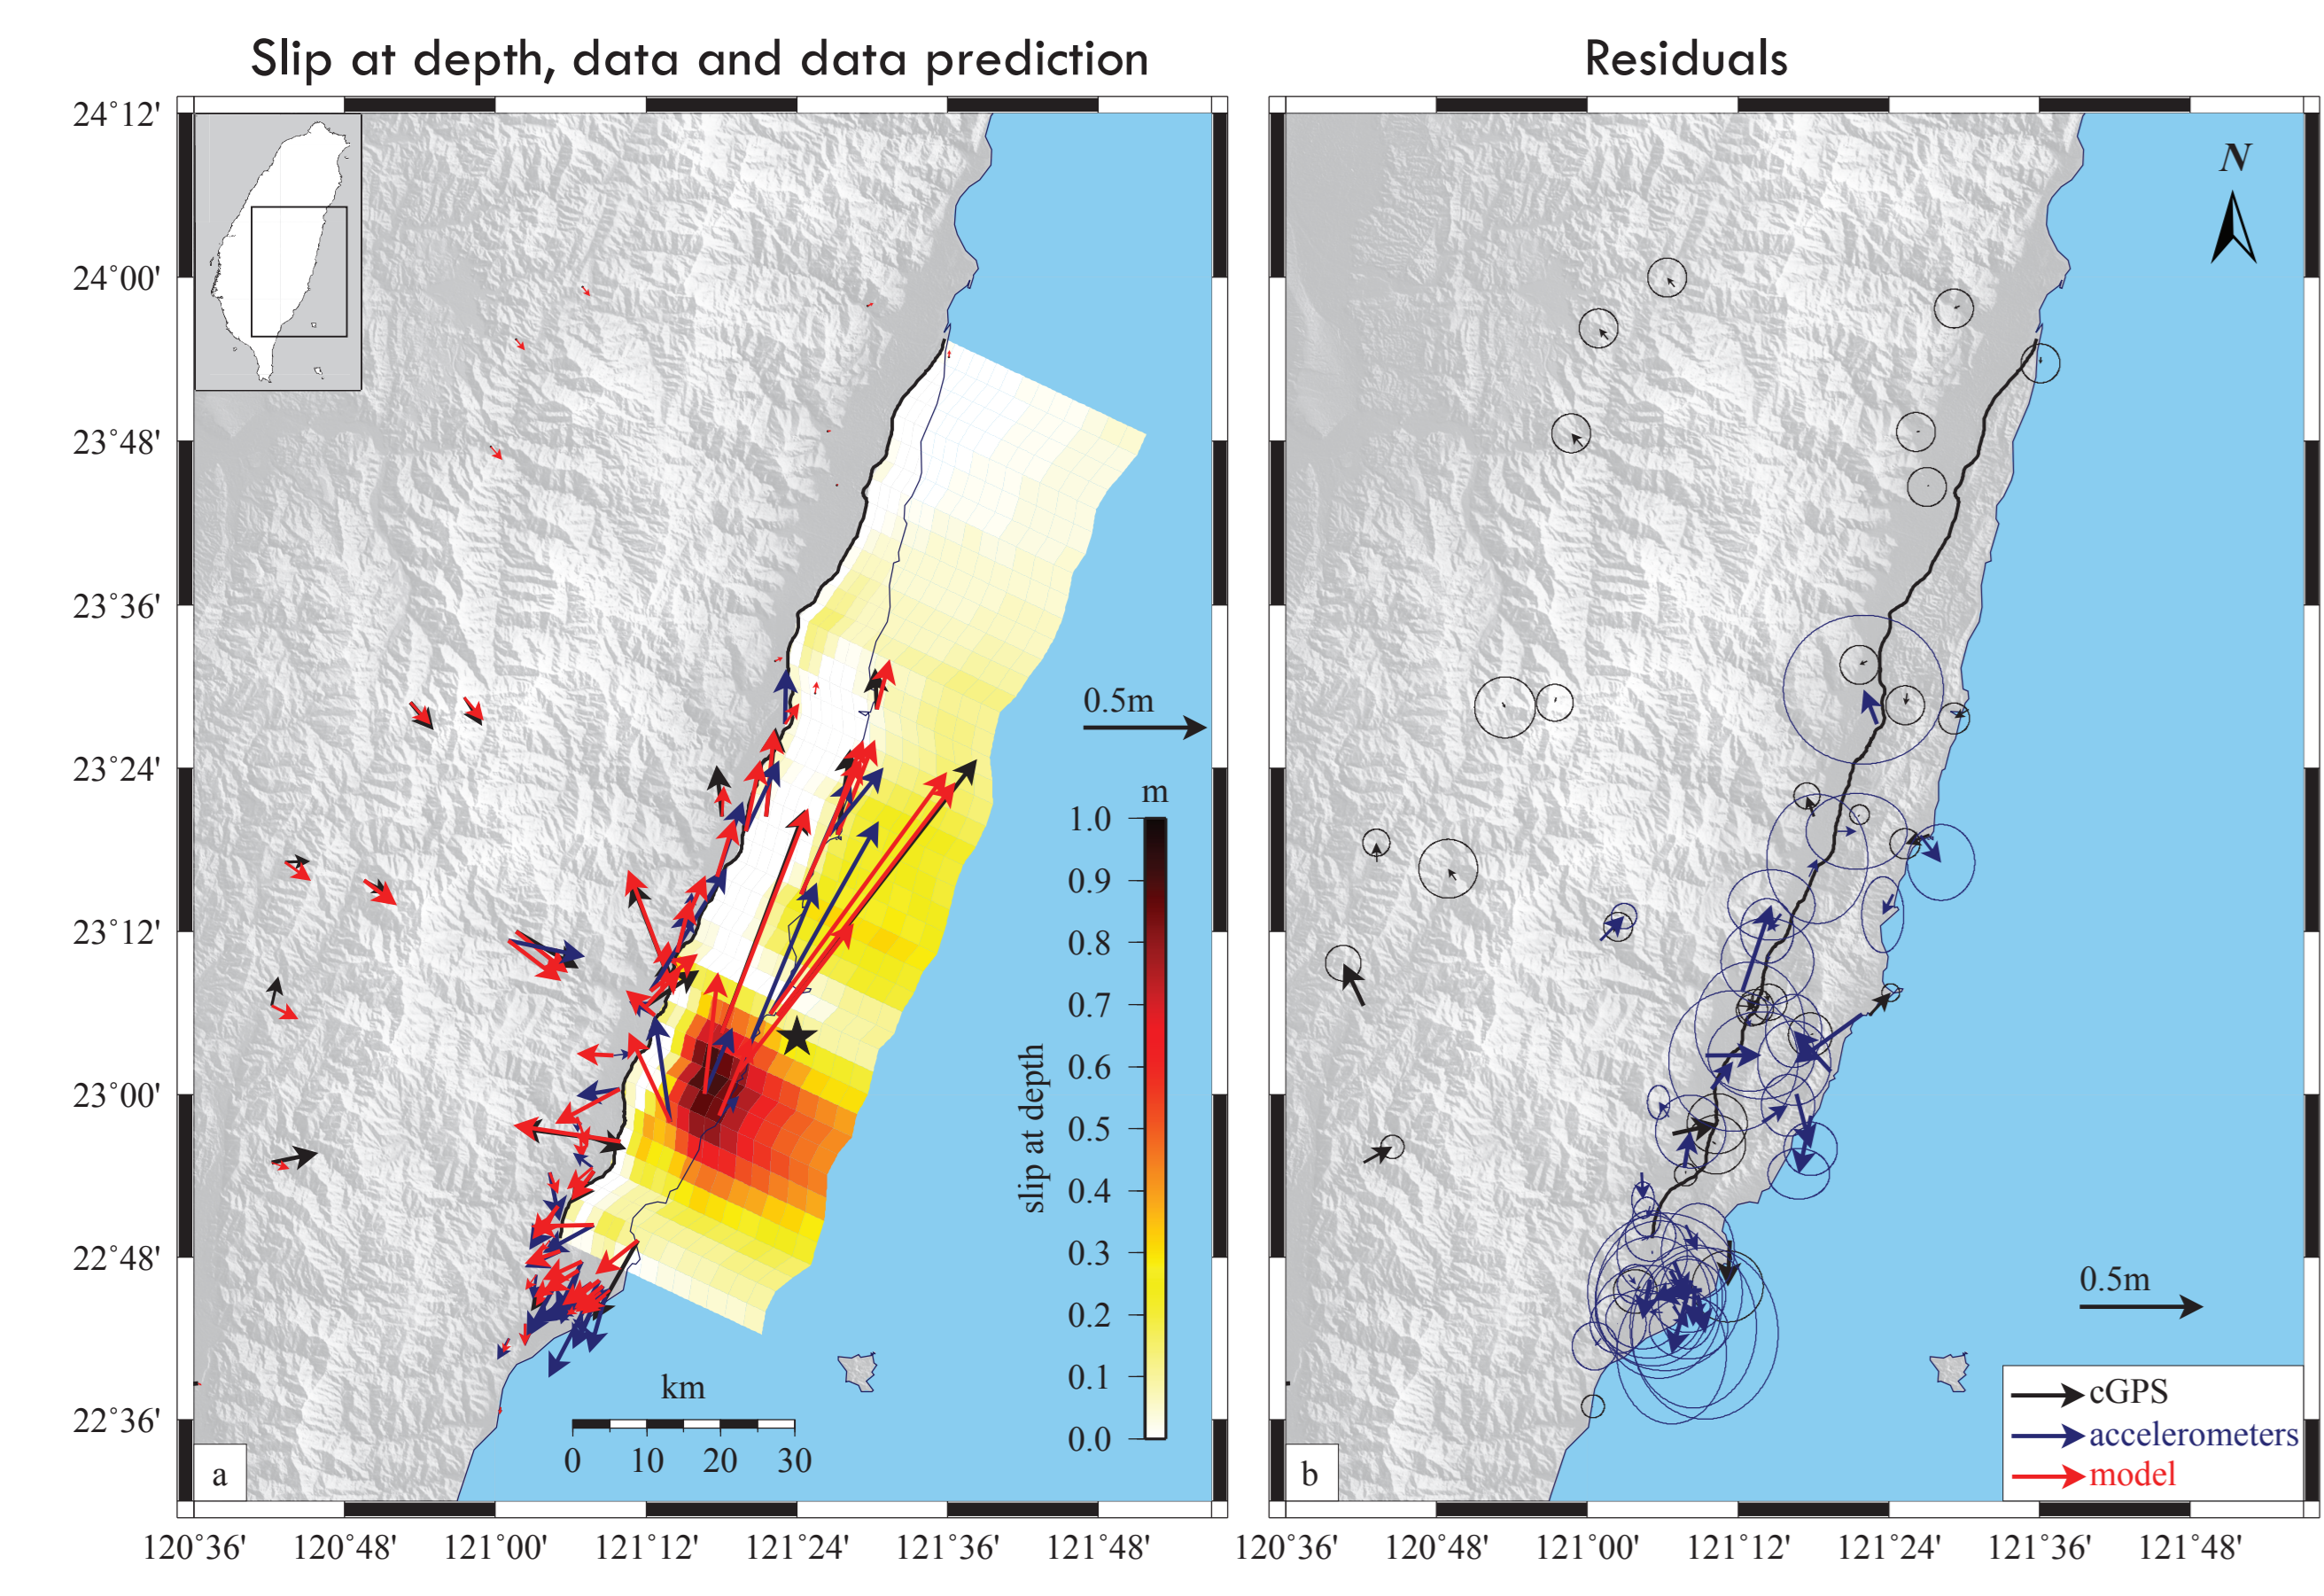 Slip at depth, data and data prediction
Residuals
24°12'
24°00'
23°48'
23°36'
23°24'
23°12'
23°00'
22°48'
22°36'
0.5m
m
1.0
0.9
0.8
0.7
0.6
0.5
0.4
0.3
0.2
0.1
0.0
slip at depth
km
0 10 20 30
a
120°36' 120°48' 121°00' 121°12' 121°24' 121°36' 121°48'
N
0.5m
cGPS
accelerometers
model
b
120°36' 120°48' 121°00' 121°12' 121°24' 121°36' 121°48'